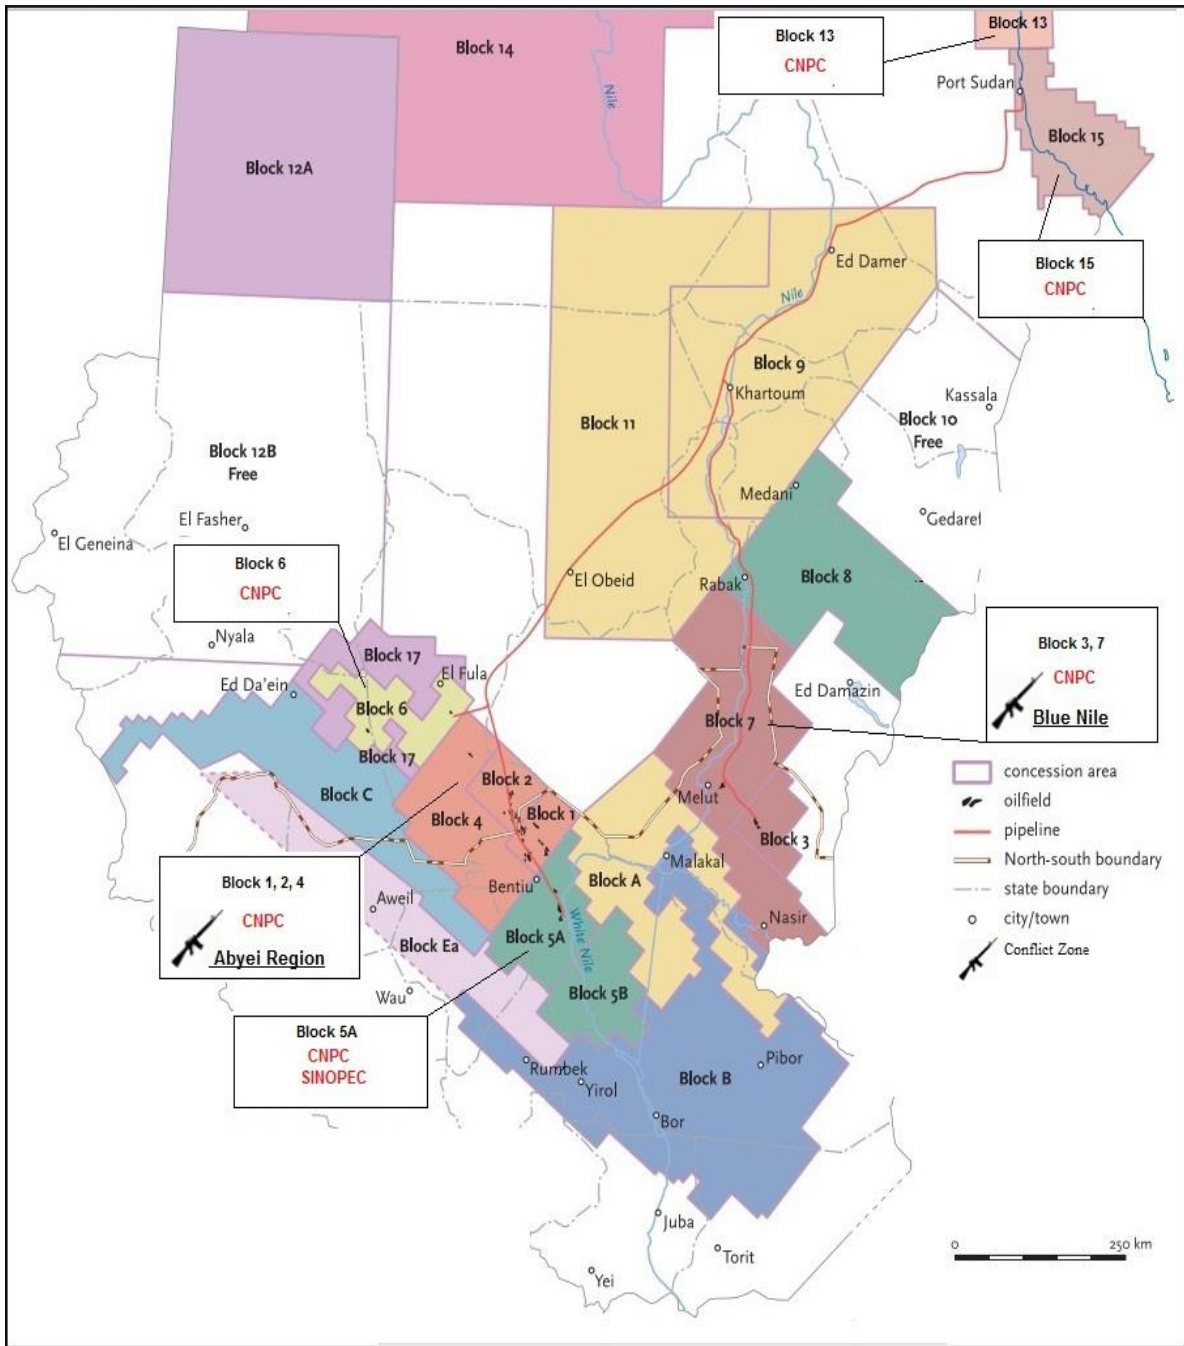 Block 14
Block 13
CNPC
Block 13
Port Sudan
Block 15
Nile
Block 12A
Block 15
CNPC
Ed Damer
Nile
Block 9
Khartoum
Kassala
Block 10
Free
Block 11
Block 12B
Free
Medani
El Fasher
Gedaref
El Geneina
Block 6
CNPC
El Obeid
Rabak
Block 8
Nyala
Block 17
El Fula
Ed Da'ein
Block 6
Block 3, 7
CNPC
Blue Nile
Ed Damazin
Block 7
Block 17
Block 2
Block C
Melut
Block 1
Block 4
Block 3
concession area
oilfield
pipeline
North-south boundary
state boundary
city/town
Conflict Zone
Malakal
Block 1, 2, 4
CNPC
Abyei Region
Bentiu
Block A
Aweil
Nasir
White Nile
Block 5A
Block Ea
Wau
Block 5B
Block 5A
CNPC
SINOPEC
Rumbek
Yirol
Pibor
Block B
Bor
Juba
Torit
Yei
0 250 km